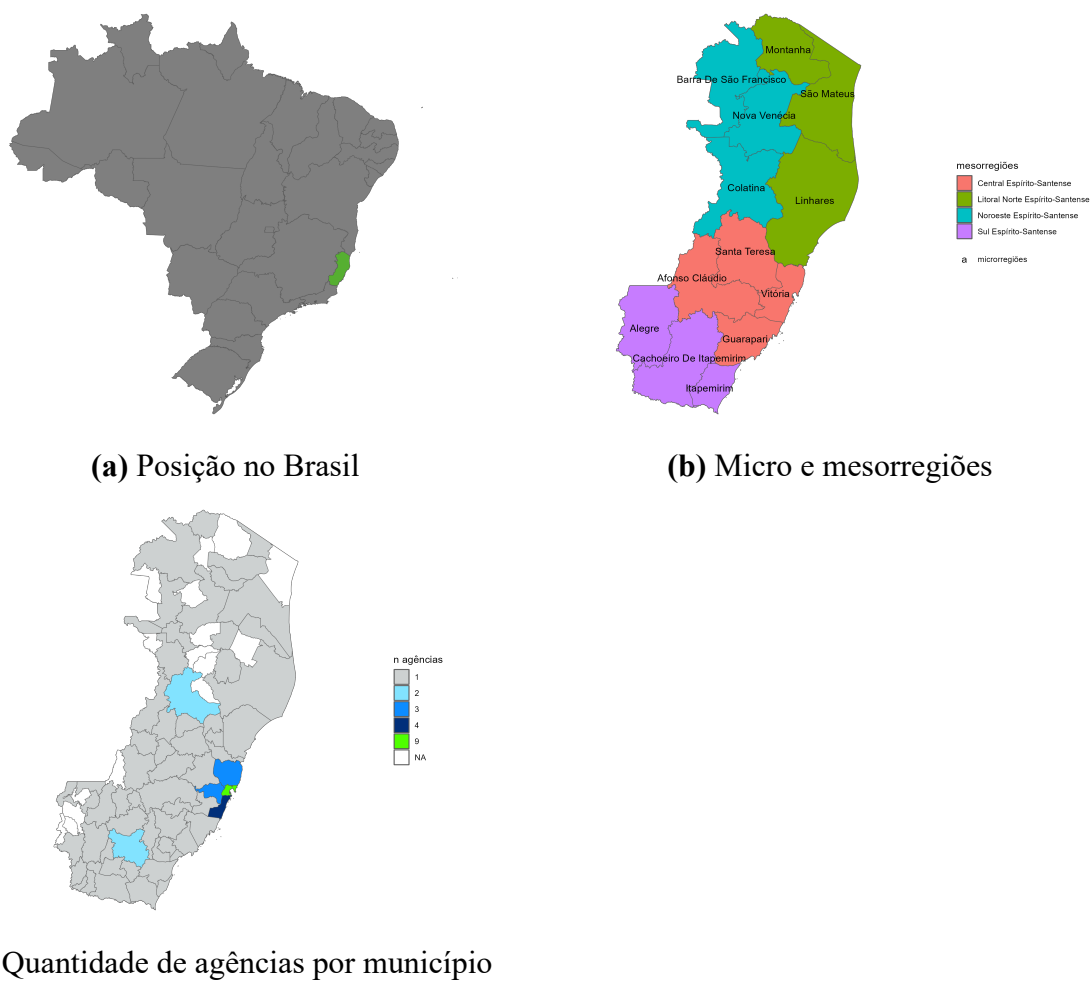 Montanha
Barra De São Francisco
São Mateus
Nova Venécia
Colatina
Linhares
Santa Teresa
Afonso Cláudio
Vitória
Alegre
Guarapari
Cachoeiro De Itapemirim
Itapemirim
mesorregiões
Central Espírito-Santense
Litoral Norte Espírito-Santense
Noroeste Espírito-Santense
Sul Espírito-Santense
a microrregiões
(a) Posição no Brasil
(b) Micro e mesorregiões
n agências
1
2
3
4
9
NA
Quantidade de agências por município